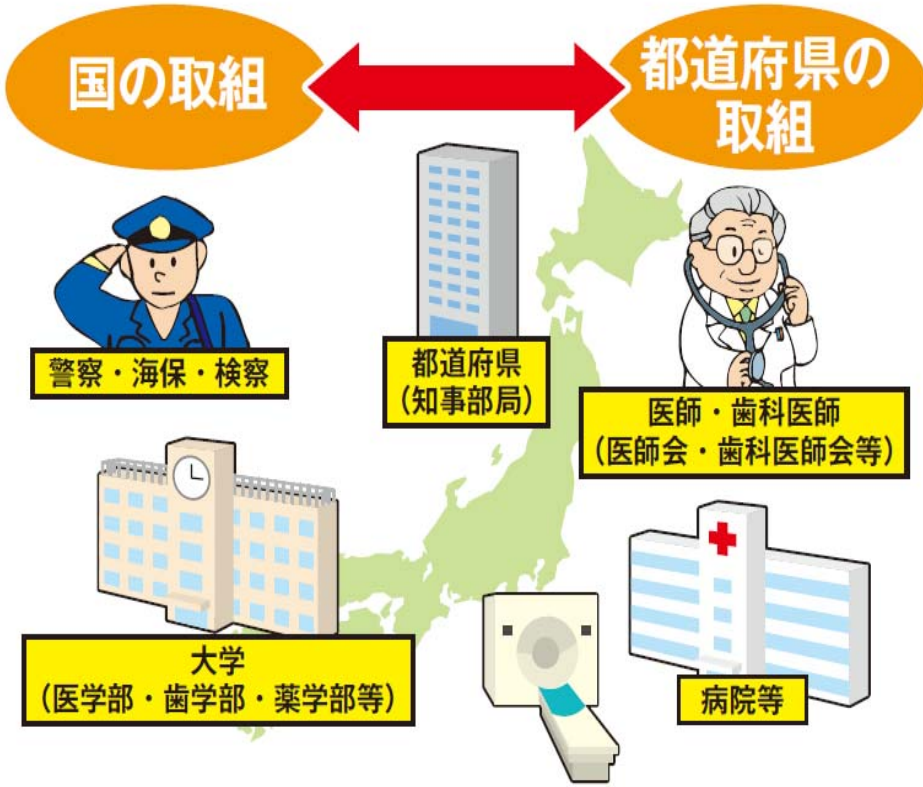 国の取組
都道府県の
取組
警察・海保・検察
都道府県
（知事部局）
医師・歯科医師
（医師会・歯科医師会等）
大学
（医学部・歯学部・薬学部等）
病院等